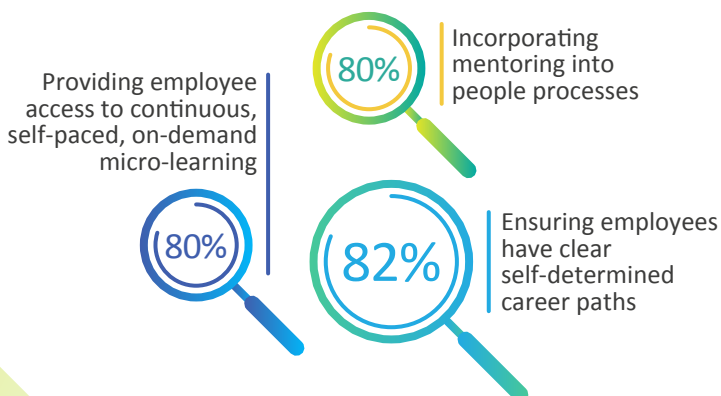 80%
Incorporating
mentoring into
people processes
Providing employee
access to continuous,
self-paced, on-demand
micro-learning
80%
82%
Ensuring employees
have clear
self-determined
career paths